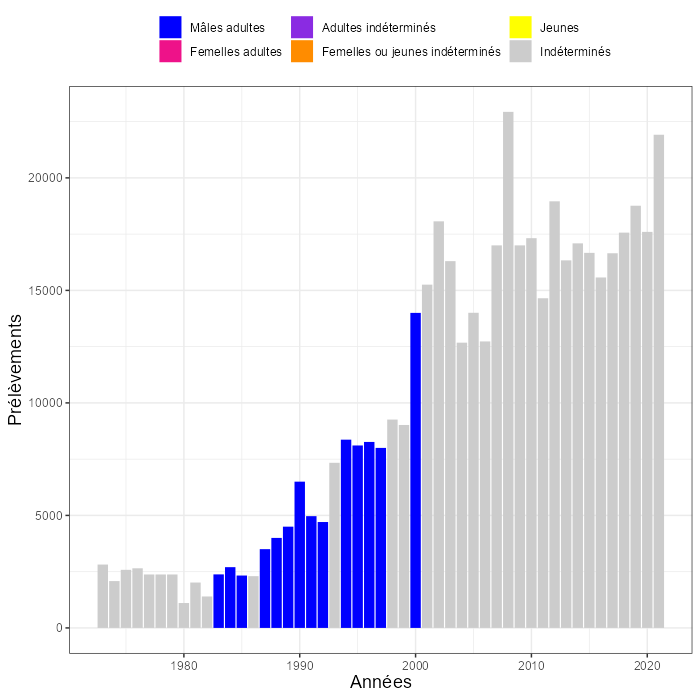 Mâles adultes Adultes indéterminés Jeunes
Femelles adultes Femelles ou jeunes indéterminés Indéterminés
20000
15000
10000
5000
0
Prélèvements
1980 1990 2000 2010 2020
Années